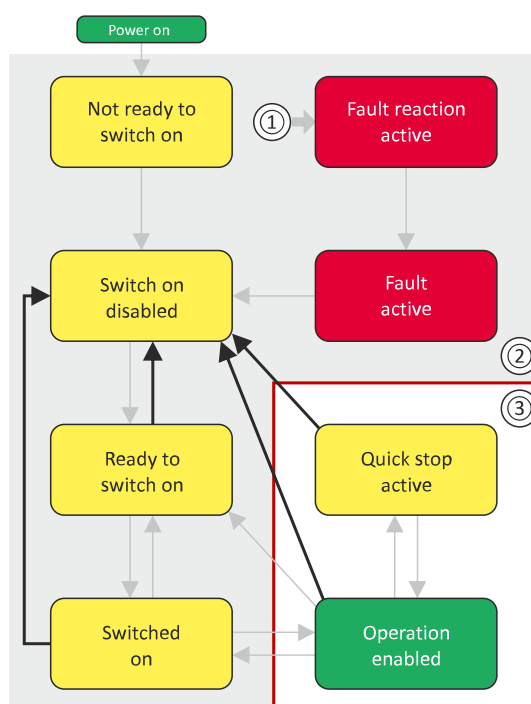 Power on
Not ready to
switch on
1
Fault reaction
active
Switch on
disabled
Fault
active
2
3
Ready to
switch on
Quick stop
active
Switched
on
Operation
enabled